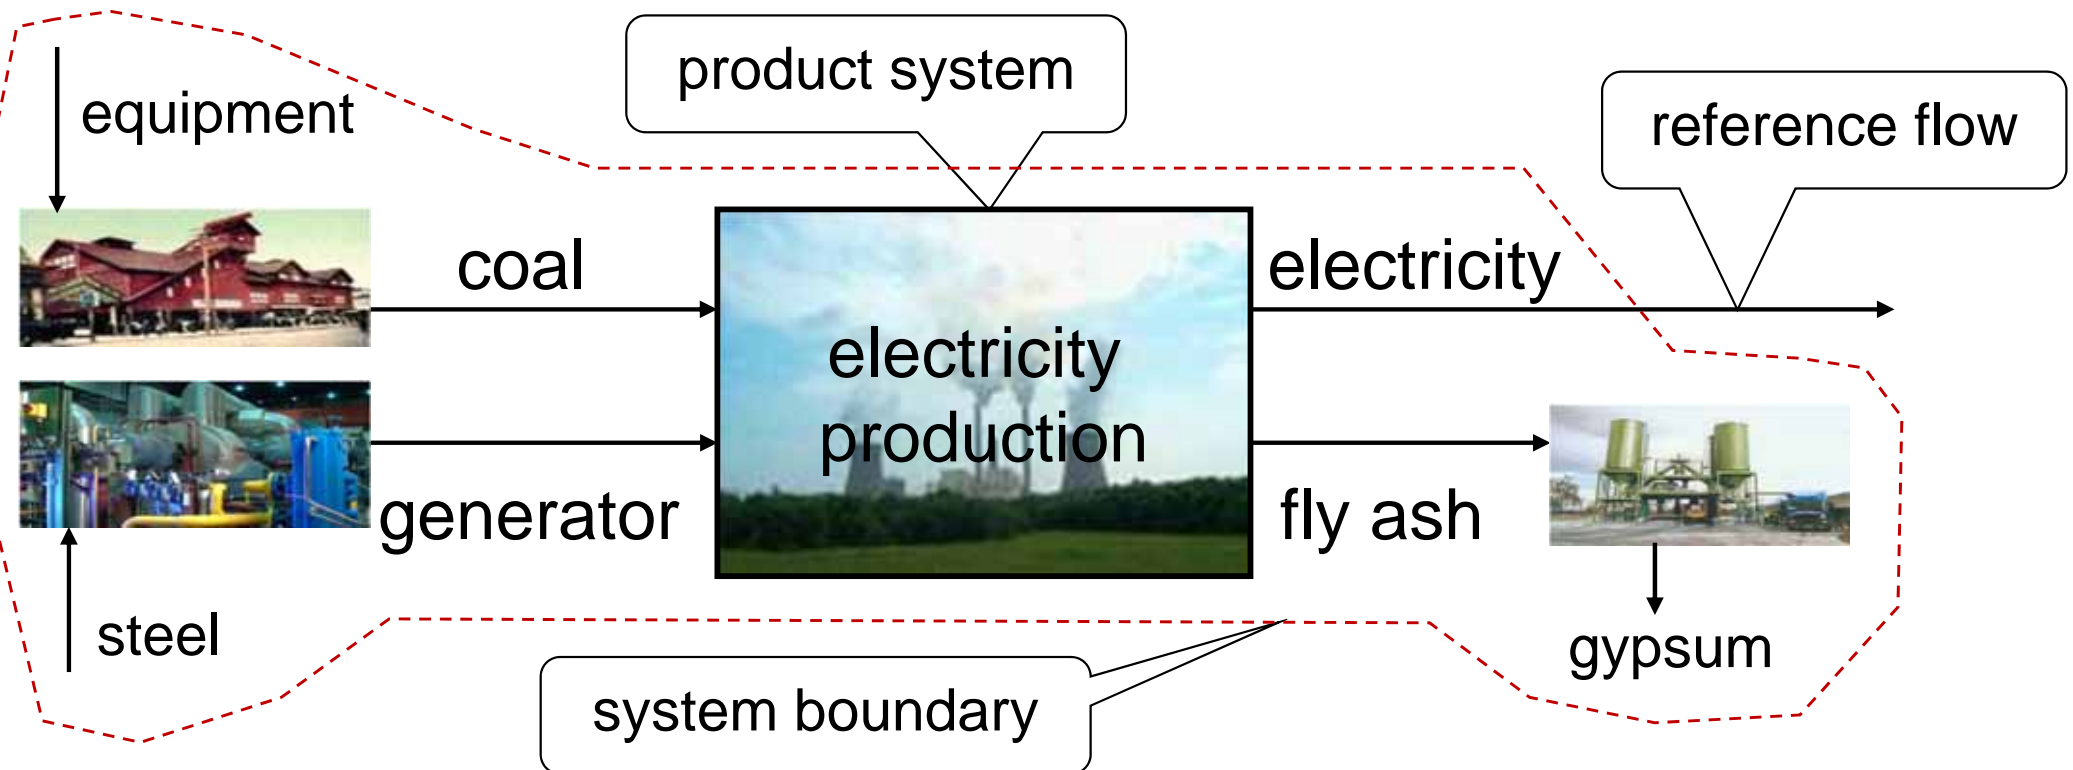 product system
reference flow
equipment
coal
electricity
electricity
production
generator
fly ash
steel
gypsum
system boundary